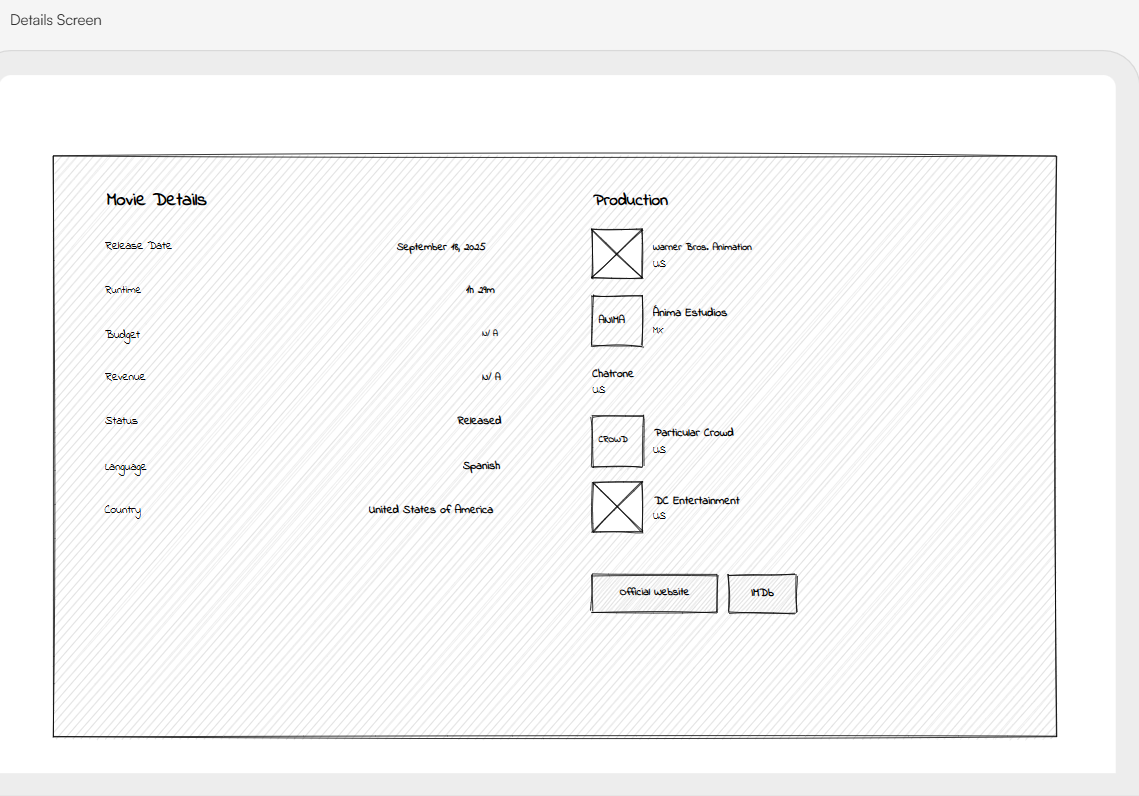 Details Screen
Movie Details
Release Date
September 18, 2025
Runtime
1h 29m
Budget
N/A
Revenue
N/A
Status
Released
Language
Spanish
Country
United States of America
Production
Warner Bros. Animation
US
ANIMA
Ánima Estudios
MX
Chatrone
US
CROWD
Particular Crowd
US
DC Entertainment
US
Official Website
IMDb